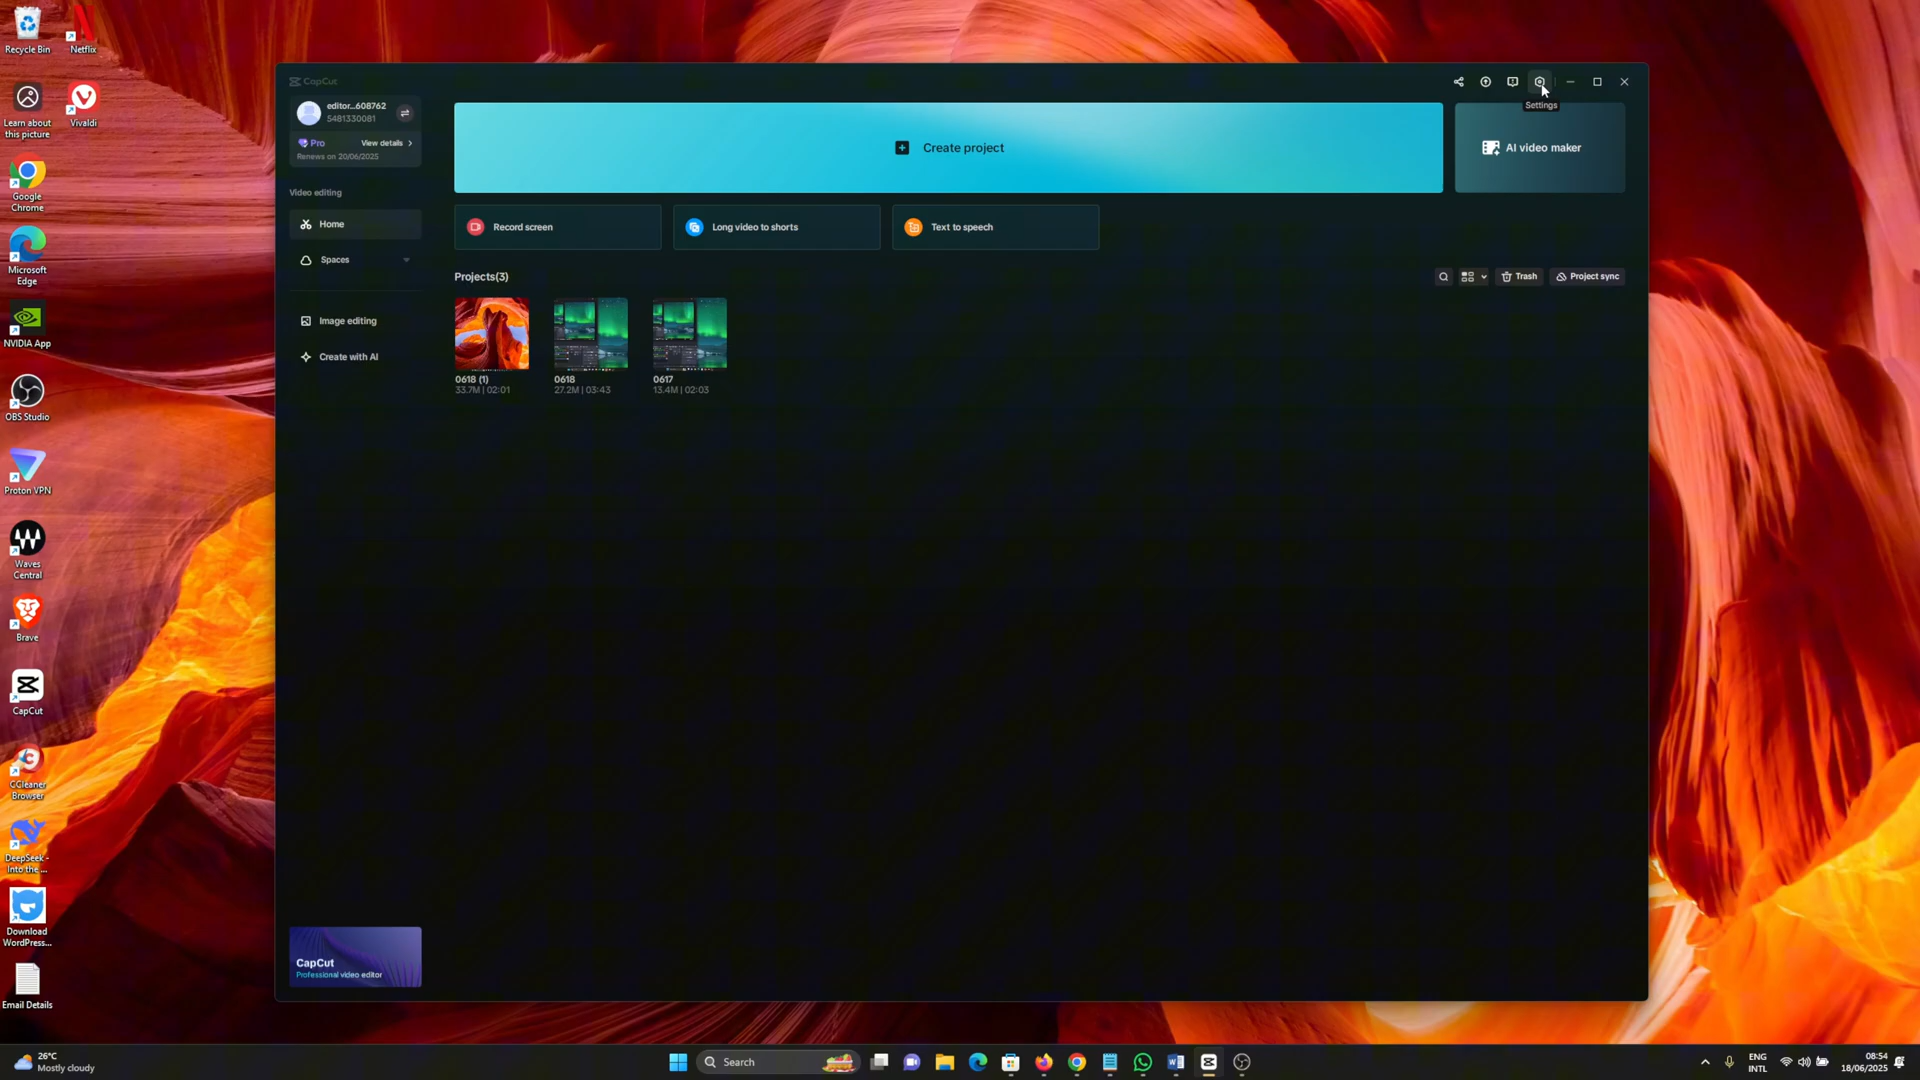 Recycle Bin
Netflix
Learn about
this picture
Vivaldi
Google
Chrome
Microsoft
Edge
NVIDIA App
OBS Studio
Proton VPN
Waves
Central
Brave
CapCut
CCleaner
Browser
DeepSeek -
Into the ...
Download
WordPress...
Email Details
CapCut
Settings
editor...608762
5481330081
Pro
View details
Renews on 20/06/2025
Video editing
Home
Spaces
Image editing
Create with AI
Create project
AI video maker
Record screen
Long video to shorts
Text to speech
Projects(3)
Trash
Project sync
0618 (1)
33.7M | 02:01
0618
27.2M | 03:43
0617
13.4M | 02:03
CapCut
Professional video editor
26°C
Mostly cloudy
Search
ENG
INTL
08:54
18/06/2025